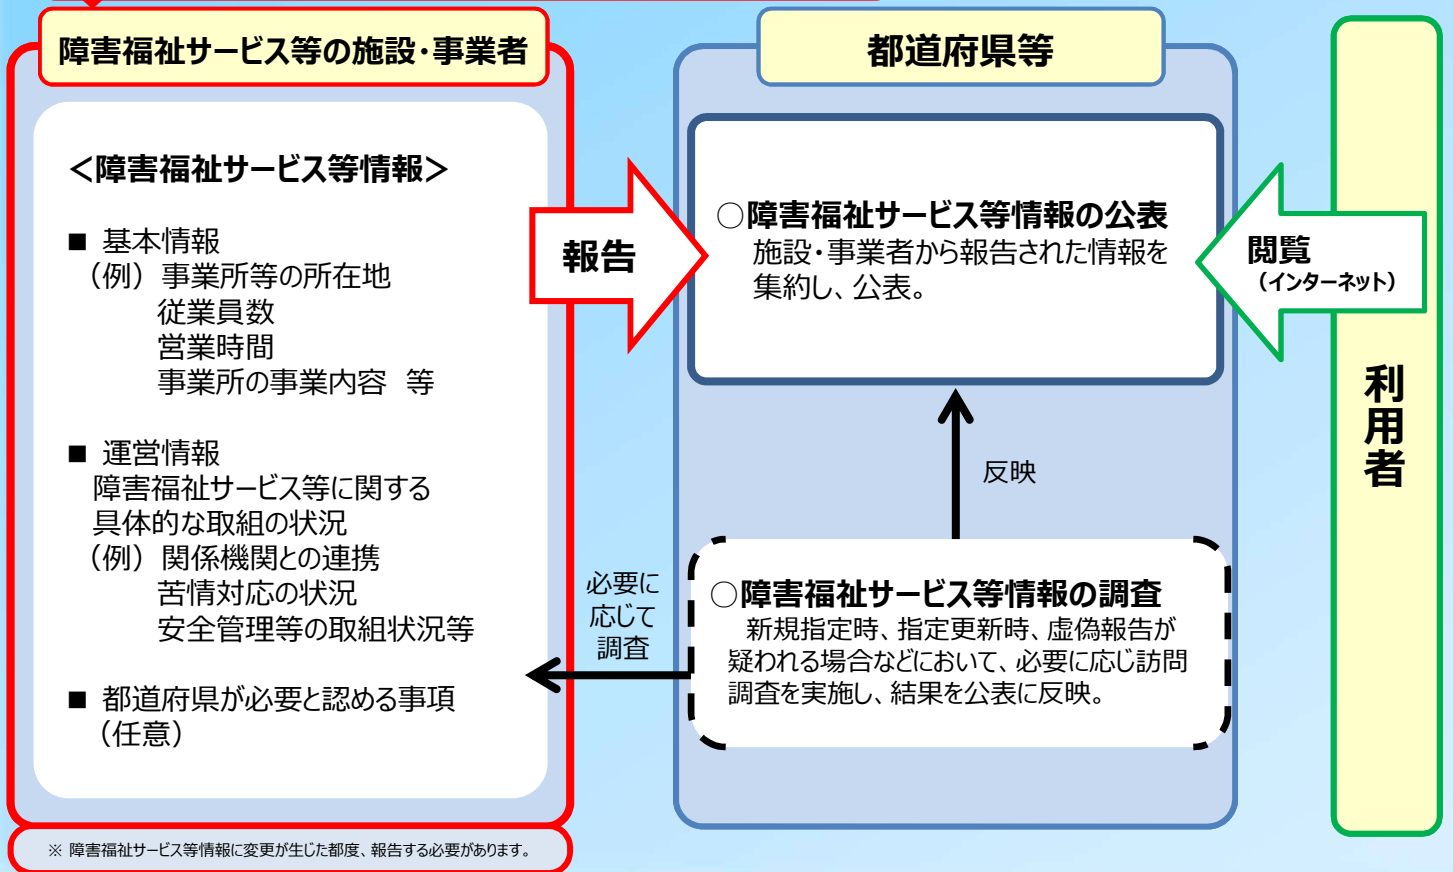 障害福祉サービス等の施設・事業者
＜障害福祉サービス等情報＞
■ 基本情報
（例）事業所等の所在地
従業員数
営業時間
事業所の事業内容　等
■ 運営情報
障害福祉サービス等に関する
具体的な取組の状況
（例）関係機関との連携
苦情対応の状況
安全管理等の取組状況等
■ 都道府県が必要と認める事項
（任意）
※ 障害福祉サービス等情報に変更が生じた都度、報告する必要があります。
報告
必要に
応じて
調査
都道府県等
○障害福祉サービス等情報の公表
施設・事業者から報告された情報を
集約し、公表。
反映
○障害福祉サービス等情報の調査
新規指定時、指定更新時、虚偽報告が
疑われる場合などにおいて、必要に応じ訪問
調査を実施し、結果を公表に反映。
閲覧
（インターネット）
利用者